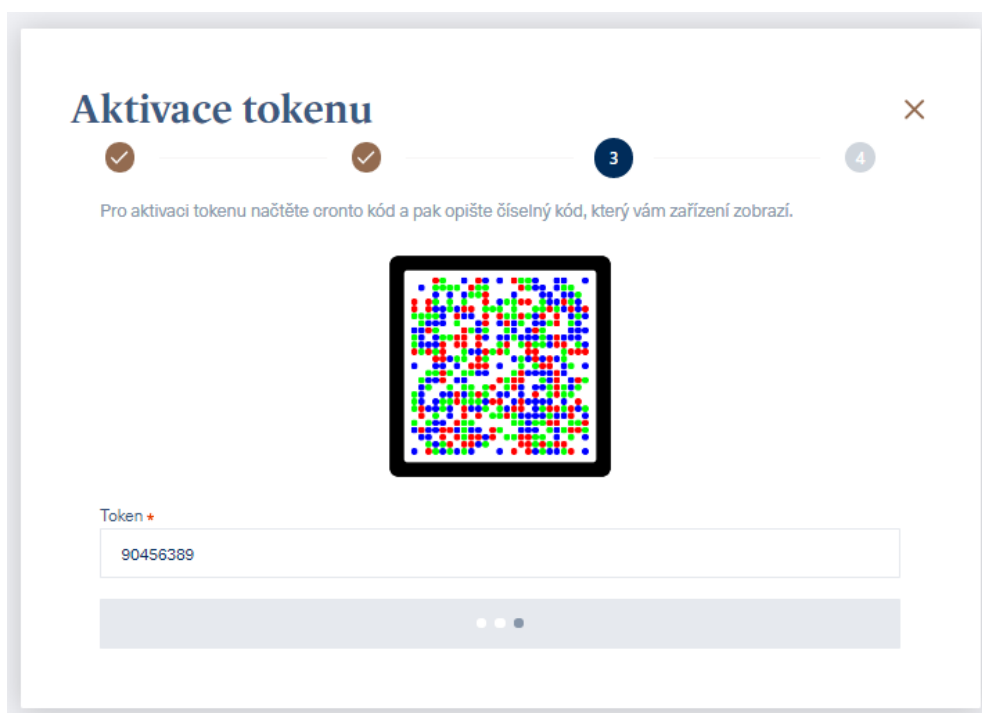 Aktivace tokenu
3
4
Pro aktivaci tokenu načtěte cronto kód a pak opište číselný kód, který vám zařízení zobrazí.
Token *
90456389